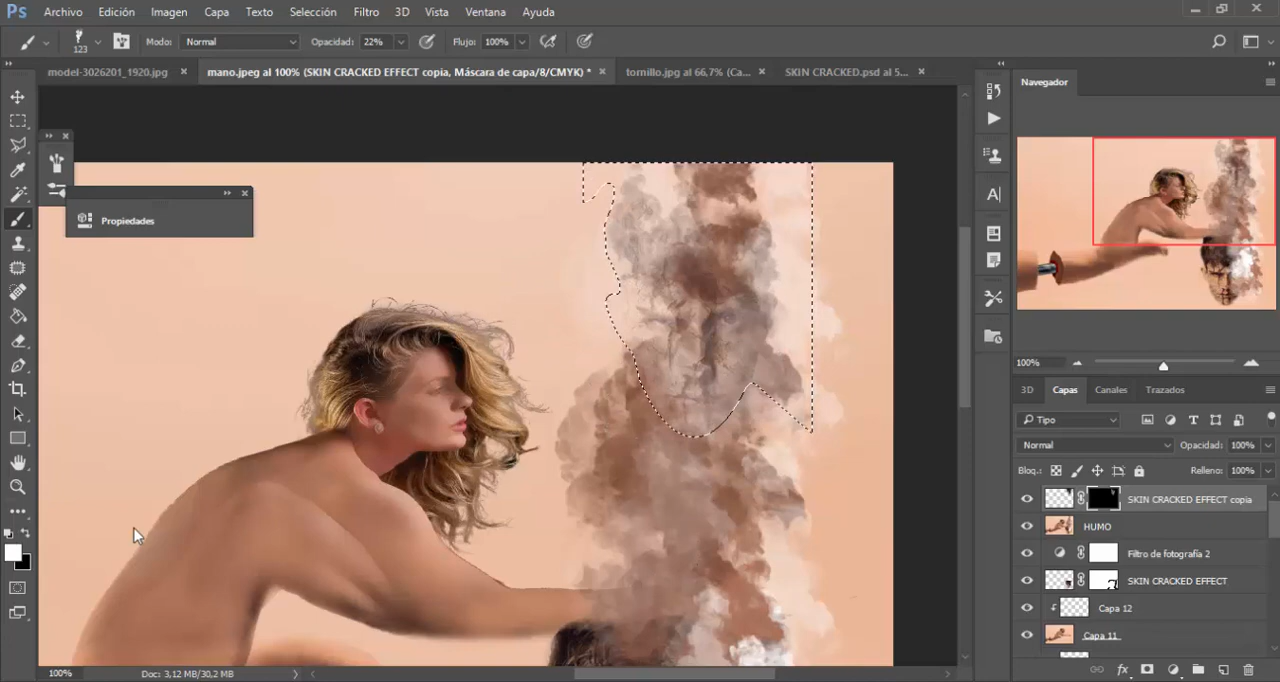 Ps Archivo Edición Imagen Capa Texto Selección Filtro 3D Vista Ventana Ayuda
123 Modo: Normal Opacidad: 22% Flujo: 100%
model-3026201_1920.jpg × mano.jpeg al 100% (SKIN CRACKED EFFECT copia, Máscara de capa/8/CMYK) * × tornillo.jpg al 66,7% (Ca... × SKIN CRACKED.psd al 5... ×
Navegador
Propiedades
100%
3D Capas Canales Trazados
Tipo
Normal Opacidad: 100%
Bloq.: Relleno: 100%
SKIN CRACKED EFFECT copia
HUMO
Filtro de fotografía 2
SKIN CRACKED EFFECT
Capa 12
Capa 11
100% Doc: 3,12 MB/30,2 MB
fx